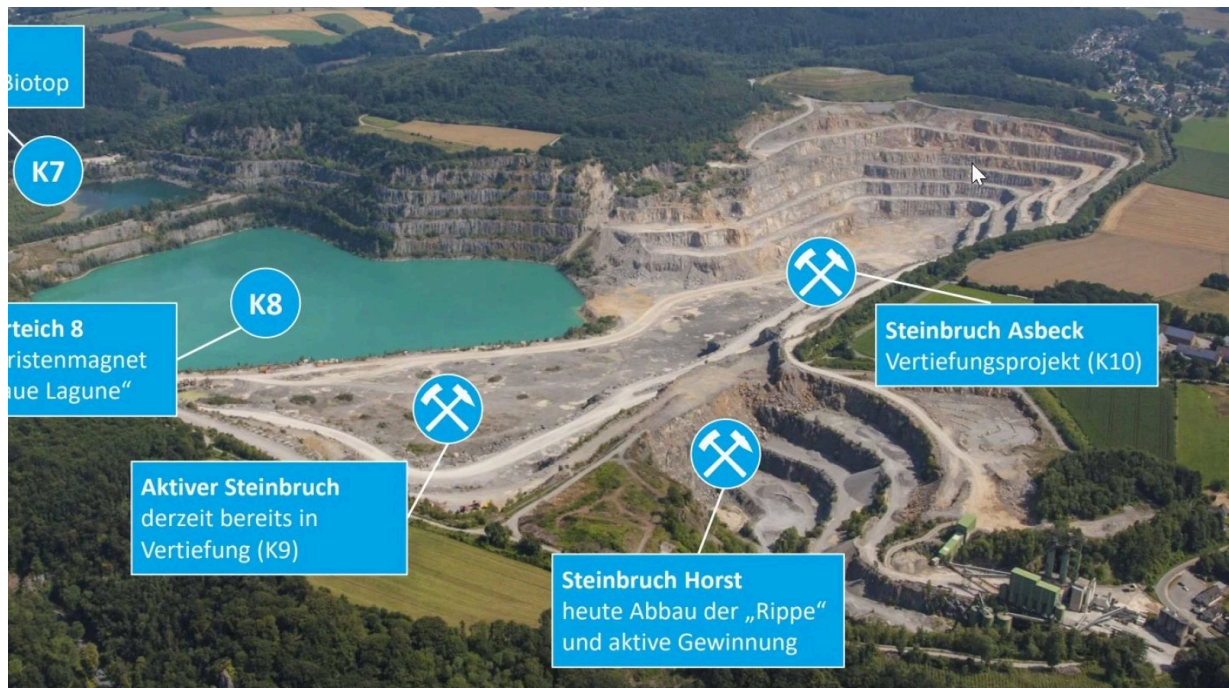 Biotop
K7
K8
rteich 8
ristenmagnet
aue Lagune“
Steinbruch Asbeck
Vertiefungsprojekt (K10)
Aktiver Steinbruch
derzeit bereits in
Vertiefung (K9)
Steinbruch Horst
heute Abbau der „Rippe“
und aktive Gewinnung